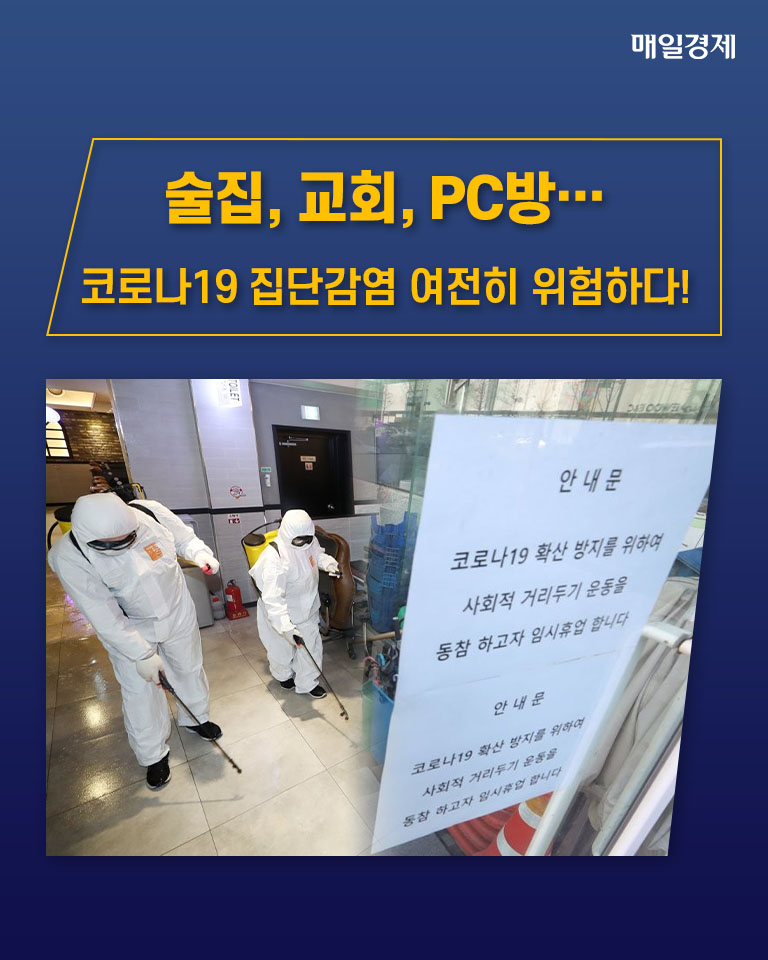 매일경제
술집, 교회, PC방…
코로나19 집단감염 여전히 위험하다!
TOILET
안 내 문
코로나19 확산 방지를 위하여
사회적 거리두기 운동을
동참 하고자 임시휴업 합니다
안 내 문
코로나19 확산 방지를 위하여
사회적 거리두기 운동을
동참 하고자 임시휴업 합니다